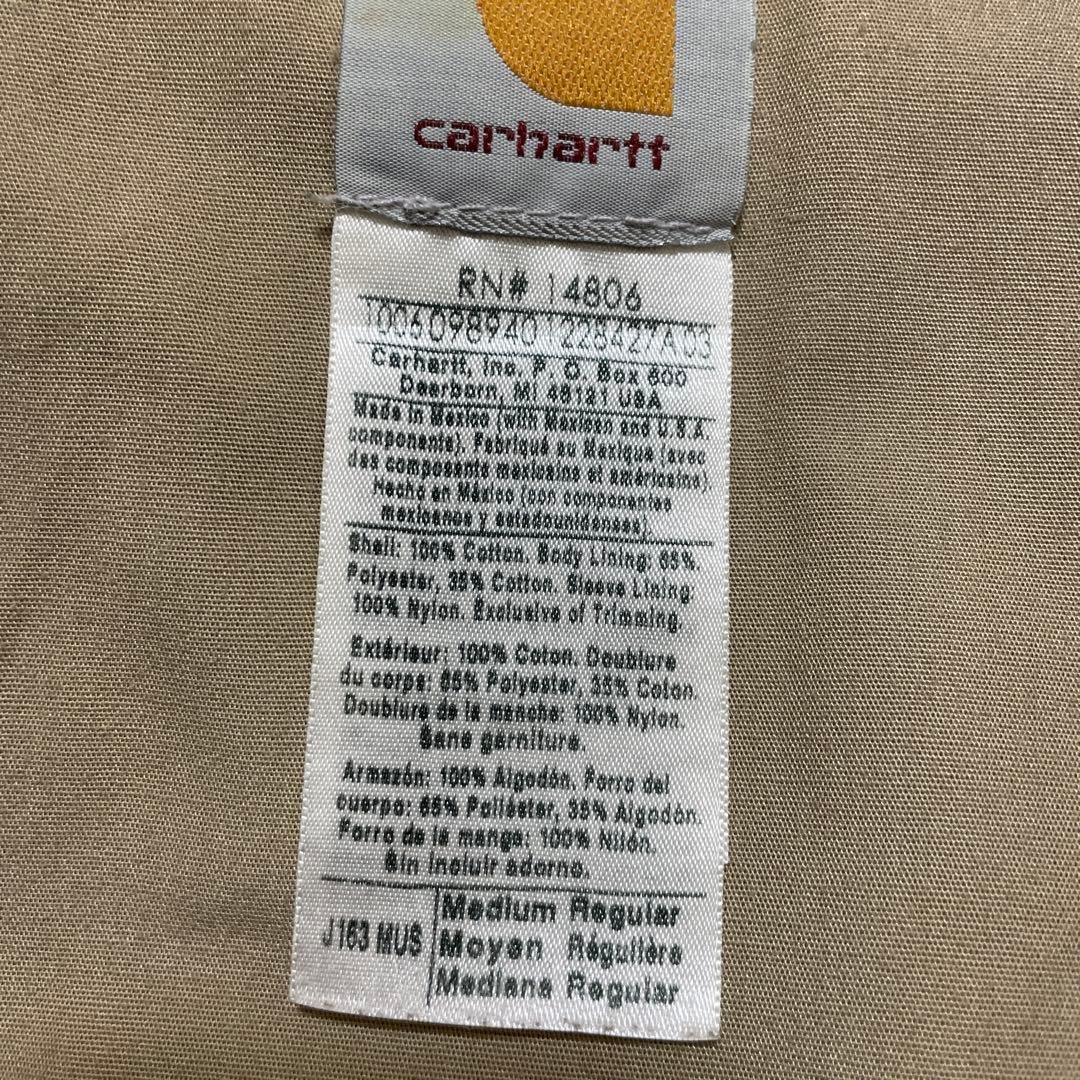 carhartt
RN# 14806
10060989401228427A03
Carhartt, Inc. P. O. Box 600
Dearborn, MI 48121 USA
Made in Mexico (with Mexican and U.S.A.
components). Fabriqué au Mexique (avec
des composants mexicains et américains).
Hecho en México (con componentes
mexicanos y estadounidenses).
Shell: 100% Cotton. Body Lining: 65%
Polyester, 35% Cotton. Sleeve Lining
100% Nylon. Exclusive of Trimming.
Extérieur: 100% Coton. Doublure
du corps: 65% Polyester, 35% Coton.
Doublure de la manche: 100% Nylon.
Sans garniture.
Armazón: 100% Algodón. Forro del
cuerpo: 65% Poliéster, 35% Algodón.
Forro de la manga: 100% Nilón.
Sin incluir adorno.
J163 MUS
Medium Regular
Moyen Régulière
Mediana Regular